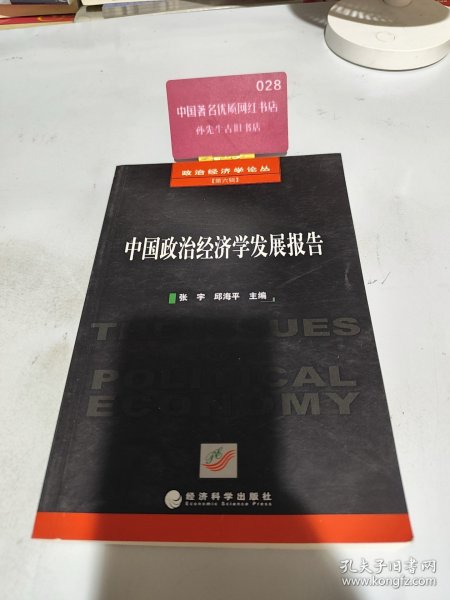 028
中国著名优质网红书店
孙先生古旧书店
政治经济学论丛
【第六辑】
中国政治经济学发展报告
张 宇 邱海平 主编
THE ISSUES
POLITICAL
ECONOMY
PE
经济科学出版社
Economic Science Press
孔夫子旧书网
www.kongfz.com